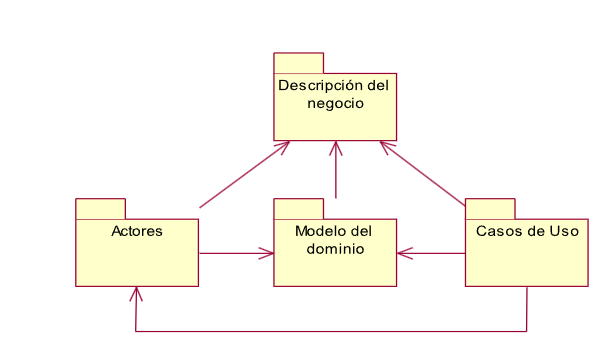 Descripción del
negocio
Actores
Modelo del
dominio
Casos de Uso